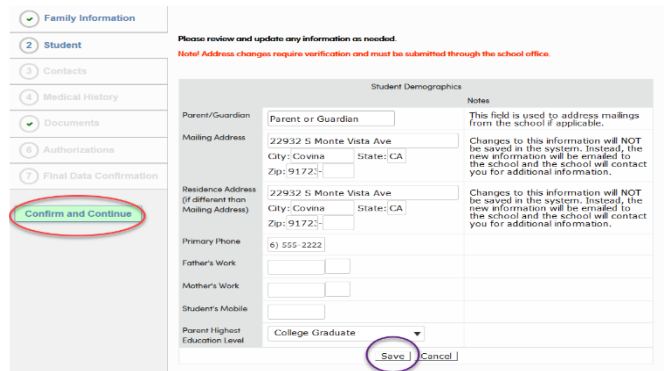 Family Information
2 Student
3 Contacts
4 Medical History
Documents
6 Authorizations
7 Final Data Confirmation
Confirm and Continue
Please review and update any information as needed.
Note! Address changes require verification and must be submitted through the school office.
Student Demographics
Notes
Parent/Guardian
Parent or Guardian
This field is used to address mailings
from the school if applicable.
Mailing Address
22932 S Monte Vista Ave
City: Covina State: CA
Zip: 9172 -
Changes to this information will NOT
be saved in the system. Instead, the
new information will be emailed to
the school and the school will contact
you for additional information.
Residence Address
(if different than
Mailing Address)
22932 S Monte Vista Ave
City: Covina State: CA
Zip: 9172 -
Changes to this information will NOT
be saved in the system. Instead, the
new information will be emailed to
the school and the school will contact
you for additional information.
Primary Phone
6) 555-2222
Father's Work
Mother's Work
Student's Mobile
Parent Highest
Education Level
College Graduate
Save Cancel